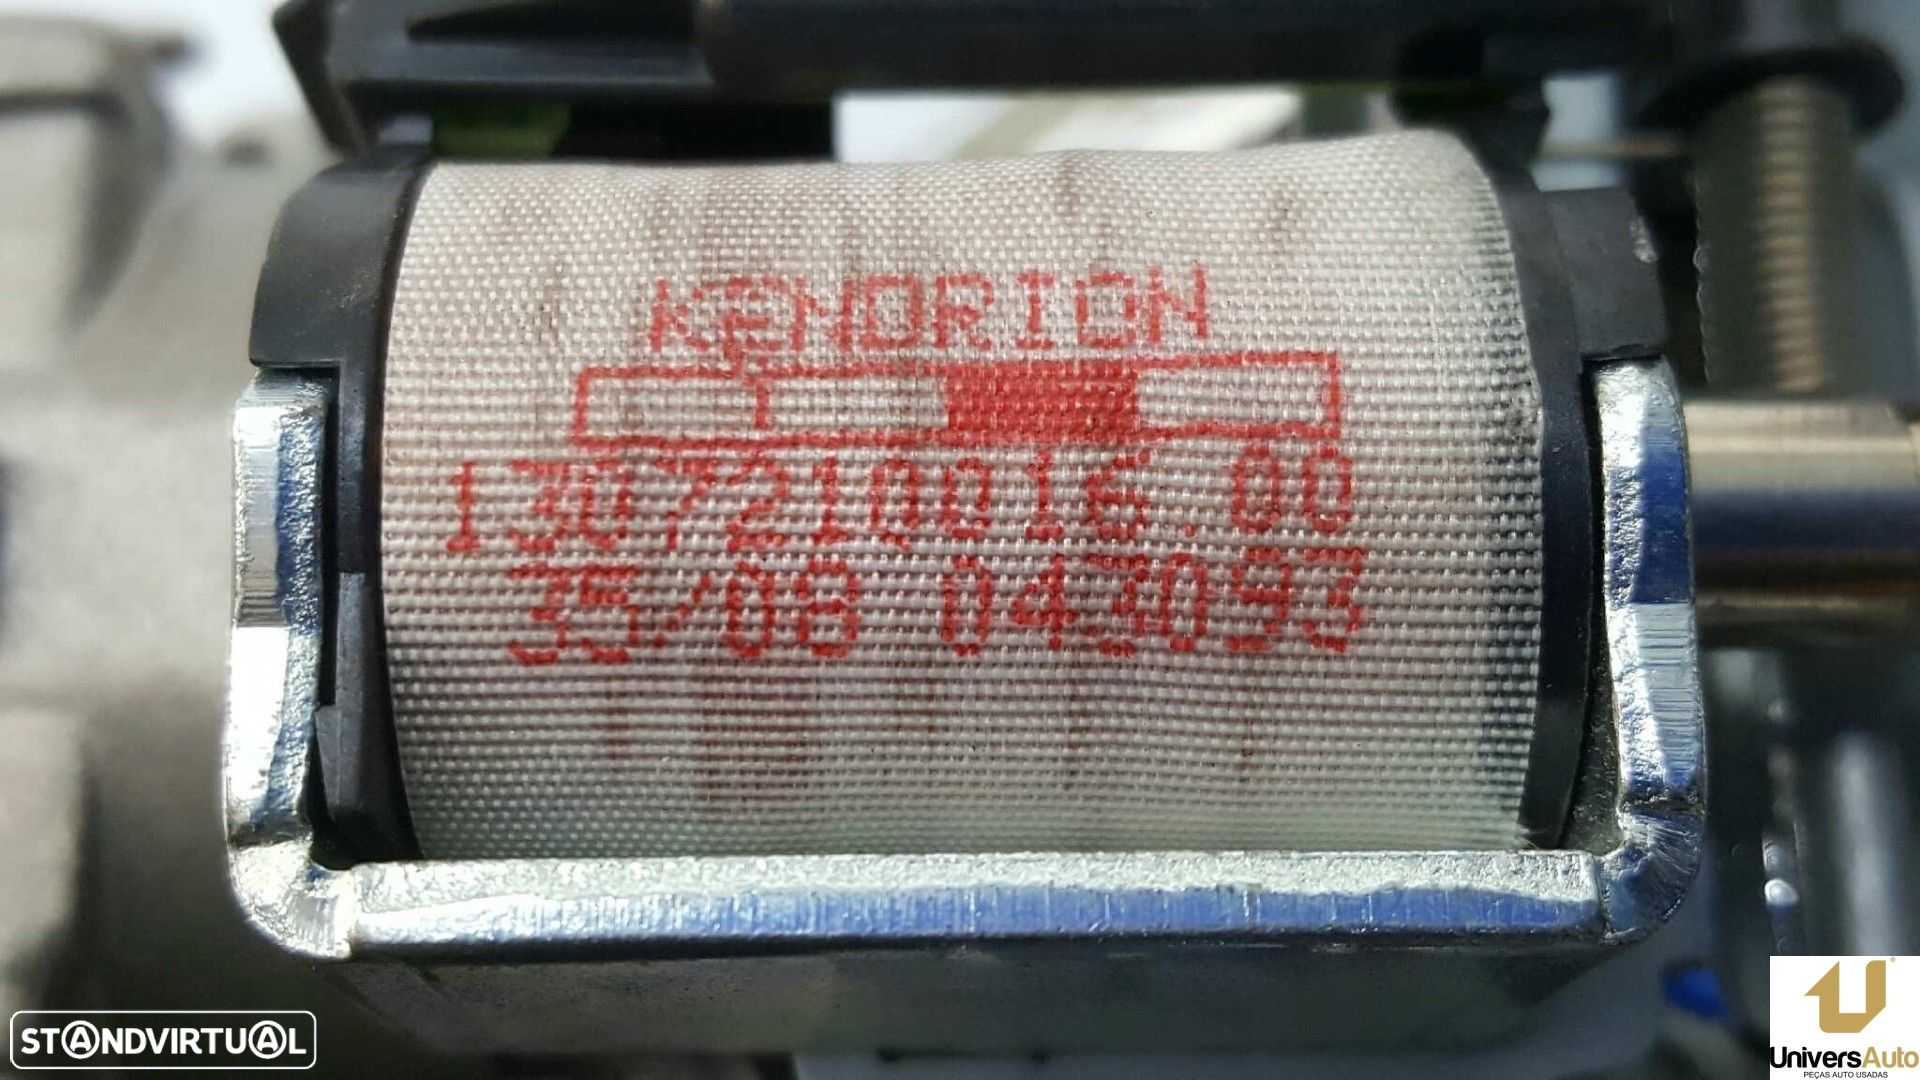 KENDRION
1307210016.00
35/08 043093
STANDVIRTUAL
UniversAuto
PEÇAS AUTO USADAS